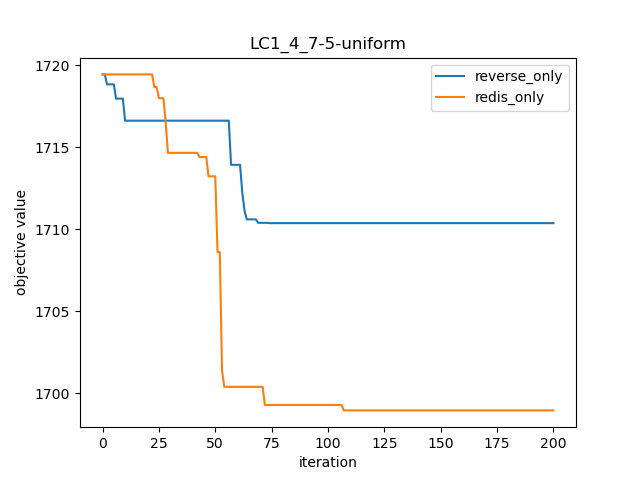 LC1_4_7-5-uniform
reverse_only
redis_only
objective value
1720
1715
1710
1705
1700
0 25 50 75 100 125 150 175 200
iteration